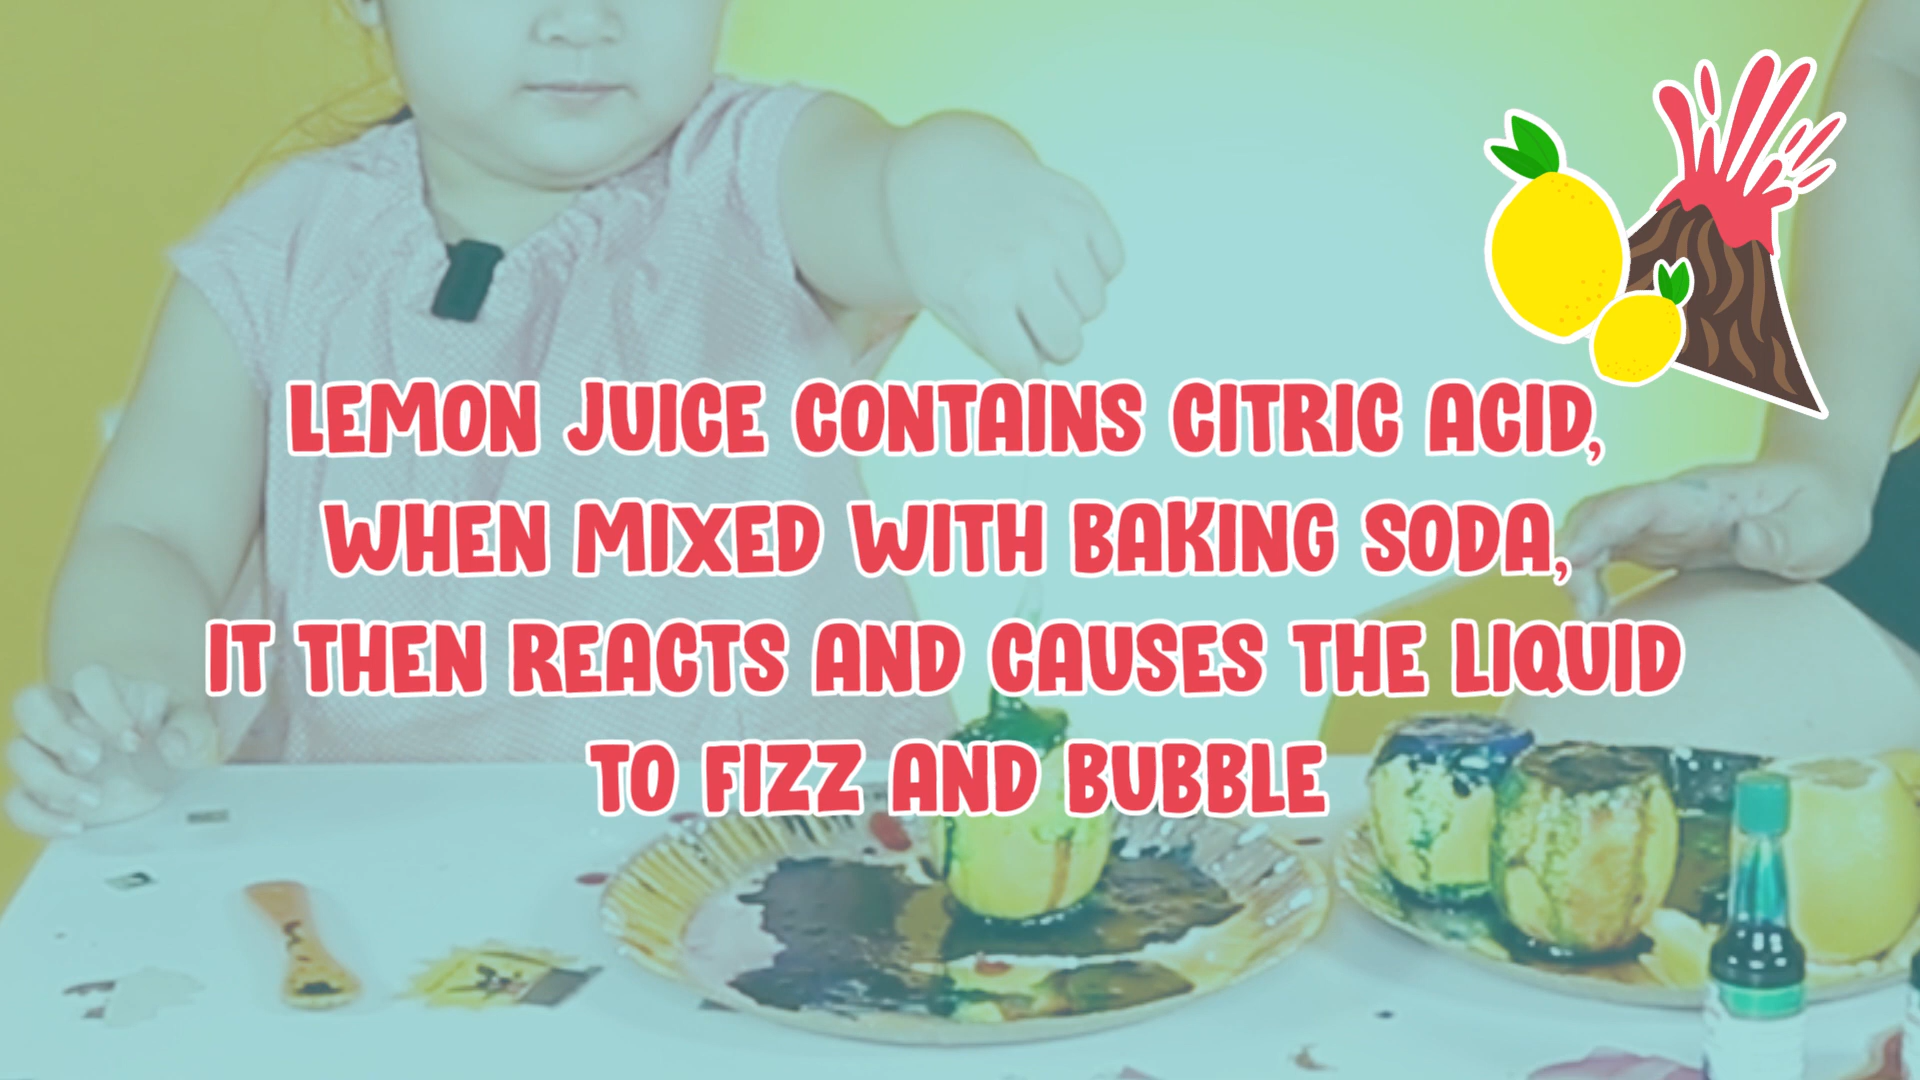 LEMON JUICE CONTAINS CITRIC ACID,
WHEN MIXED WITH BAKING SODA,
IT THEN REACTS AND CAUSES THE LIQUID
TO FIZZ AND BUBBLE